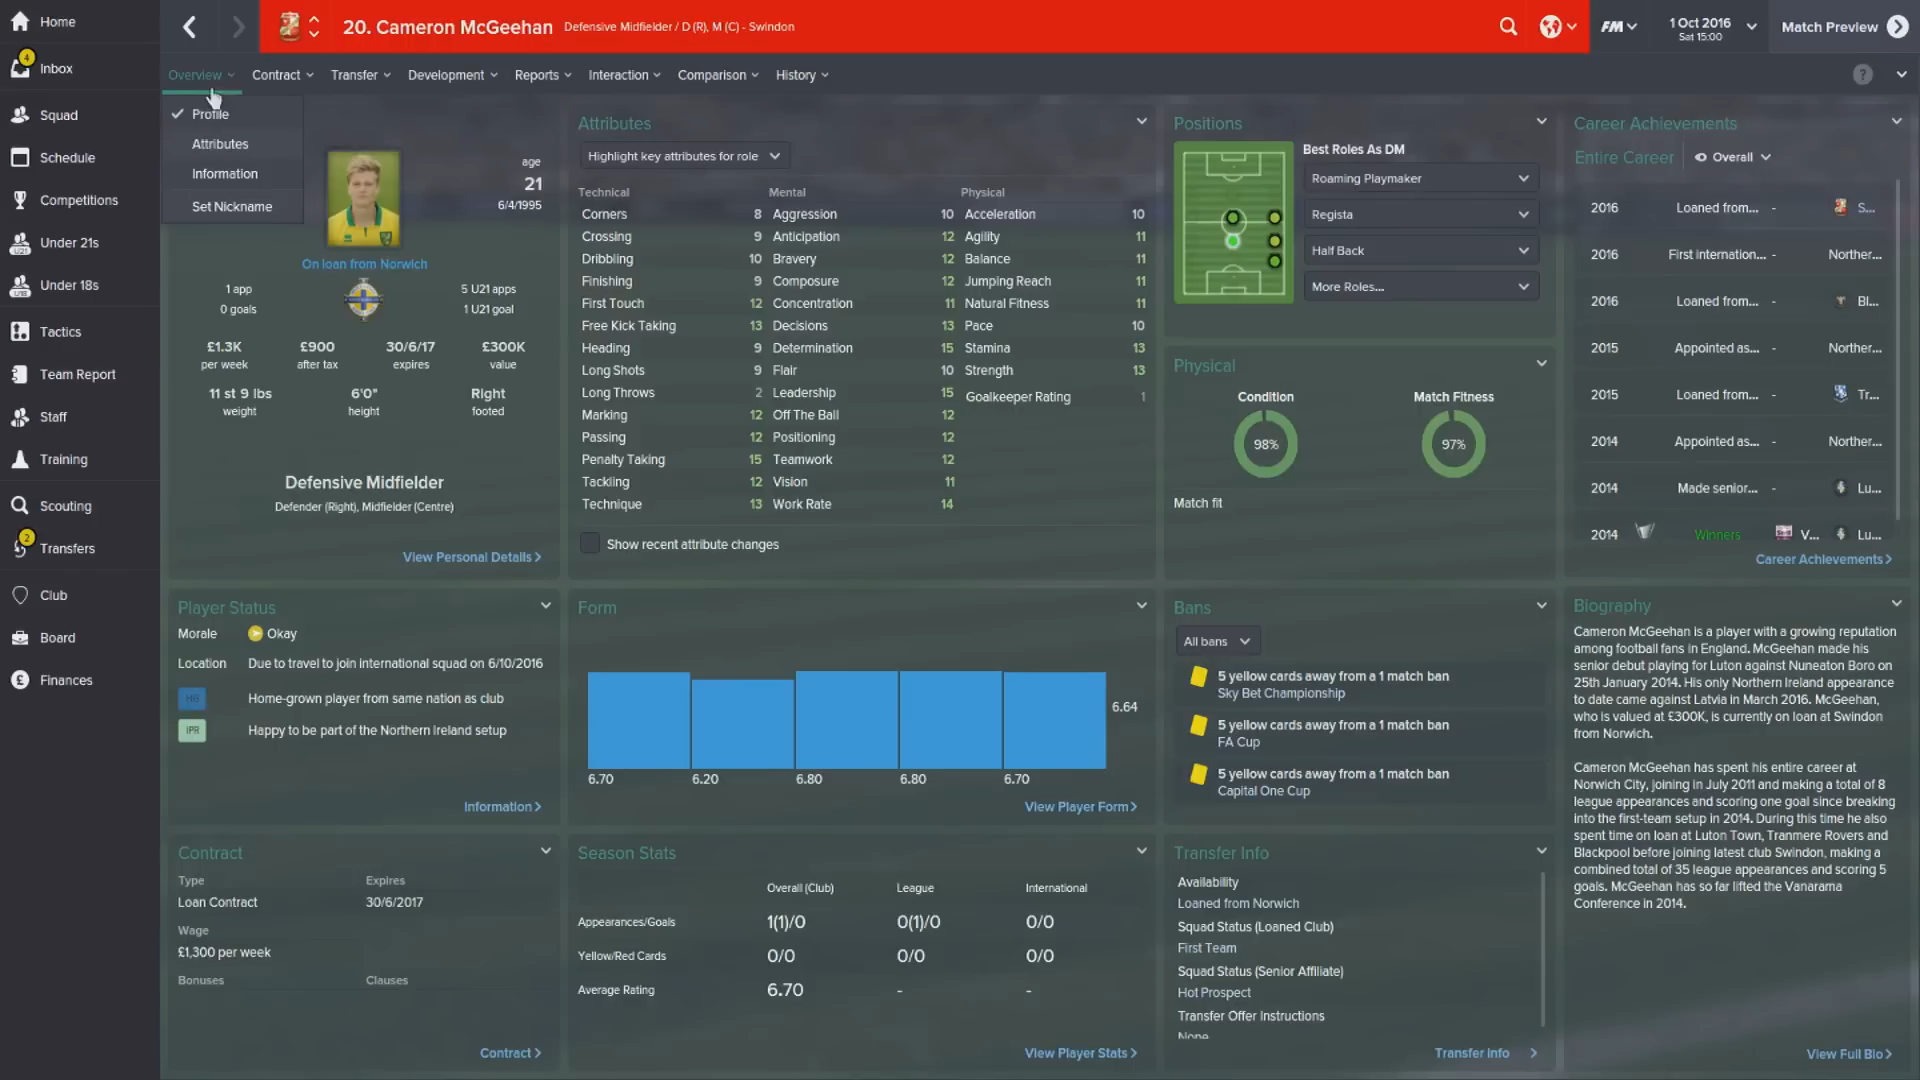 Home
4
Inbox
Squad
Schedule
Competitions
U21
Under 21s
U18
Under 18s
Tactics
Team Report
Staff
Training
Scouting
2
Transfers
Club
Board
£ Finances
20. Cameron McGeehan Defensive Midfielder / D (R), M (C) - Swindon
FM
1 Oct 2016
Sat 15:00
Match Preview
Overview Contract Transfer Development Reports Interaction Comparison History
?
Profile
Attributes
Information
Set Nickname
age
21
6/4/1995
On loan from Norwich
1 app
0 goals
5 U21 apps
1 U21 goal
£1.3K per week
£900 after tax
30/6/17 expires
£300K value
11 st 9 lbs weight
6'0" height
Right footed
Defensive Midfielder
Defender (Right), Midfielder (Centre)
View Personal Details >
Attributes
Highlight key attributes for role
Technical Mental Physical
Corners 8 Aggression 10 Acceleration 10
Crossing 9 Anticipation 12 Agility 11
Dribbling 10 Bravery 12 Balance 11
Finishing 9 Composure 12 Jumping Reach 11
First Touch 12 Concentration 11 Natural Fitness 11
Free Kick Taking 13 Decisions 13 Pace 10
Heading 9 Determination 15 Stamina 13
Long Shots 9 Flair 10 Strength 13
Long Throws 2 Leadership 15 Goalkeeper Rating 1
Marking 12 Off The Ball 12
Passing 12 Positioning 12
Penalty Taking 15 Teamwork 12
Tackling 12 Vision 11
Technique 13 Work Rate 14
Show recent attribute changes
Positions
Best Roles As DM
Roaming Playmaker
Regista
Half Back
More Roles...
Physical
Condition Match Fitness
98% 97%
Match fit
Career Achievements
Entire Career Overall
2016 Loaned from... - S...
2016 First internation... - Norther...
2016 Loaned from... - Bl...
2015 Appointed as... - Norther...
2015 Loaned from... - Tr...
2014 Appointed as... - Norther...
2014 Made senior... - Lu...
2014 Winners V... Lu...
Career Achievements >
Player Status
Morale Okay
Location Due to travel to join international squad on 6/10/2016
HG Home-grown player from same nation as club
IPR Happy to be part of the Northern Ireland setup
Information >
Form
6.64
6.70 6.20 6.80 6.80 6.70
View Player Form >
Bans
All bans
5 yellow cards away from a 1 match ban
Sky Bet Championship
5 yellow cards away from a 1 match ban
FA Cup
5 yellow cards away from a 1 match ban
Capital One Cup
Biography
Cameron McGeehan is a player with a growing reputation
among football fans in England. McGeehan made his
senior debut playing for Luton against Nuneaton Boro on
25th January 2014. His only Northern Ireland appearance
to date came against Latvia in March 2016. McGeehan,
who is valued at £300K, is currently on loan at Swindon
from Norwich.
Cameron McGeehan has spent his entire career at
Norwich City, joining in July 2011 and making a total of 8
league appearances and scoring one goal since breaking
into the first-team setup in 2014. During this time he also
spent time on loan at Luton Town, Tranmere Rovers and
Blackpool before joining latest club Swindon, making a
combined total of 35 league appearances and scoring 5
goals. McGeehan has so far lifted the Vanarama
Conference in 2014.
View Full Bio >
Contract
Type Expires
Loan Contract 30/6/2017
Wage
£1,300 per week
Bonuses Clauses
Contract >
Season Stats
Overall (Club) League International
Appearances/Goals 1(1)/0 0(1)/0 0/0
Yellow/Red Cards 0/0 0/0 0/0
Average Rating 6.70 - -
View Player Stats >
Transfer Info
Availability
Loaned from Norwich
Squad Status (Loaned Club)
First Team
Squad Status (Senior Affiliate)
Hot Prospect
Transfer Offer Instructions
None
Transfer Info >